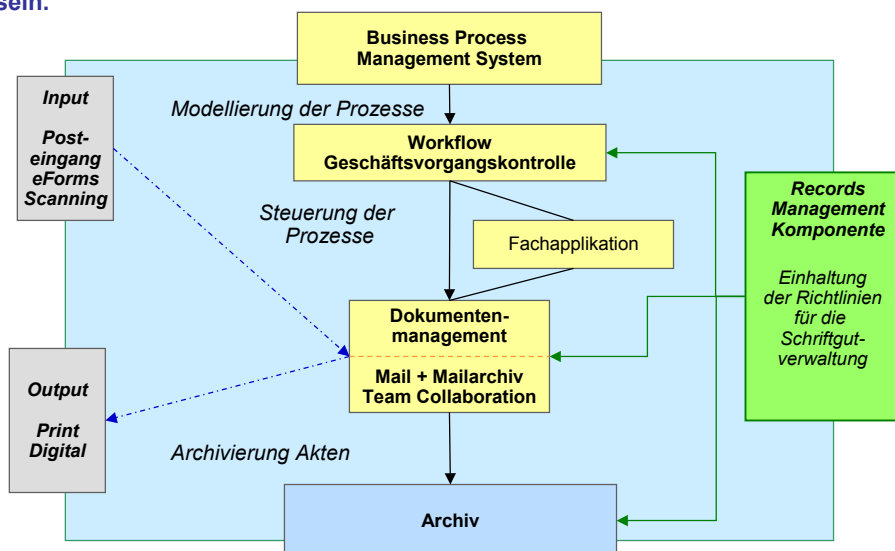 sein.
Business Process
Management System
Input
Post-
eingang
eForms
Scanning
Modellierung der Prozesse
Workflow
Geschäftsvorgangskontrolle
Steuerung der
Prozesse
Fachapplikation
Records
Management
Komponente
Einhaltung
der Richtlinien
für die
Schriftgut-
verwaltung
Dokumenten-
management
Mail + Mailarchiv
Team Collaboration
Output
Print
Digital
Archivierung Akten
Archiv